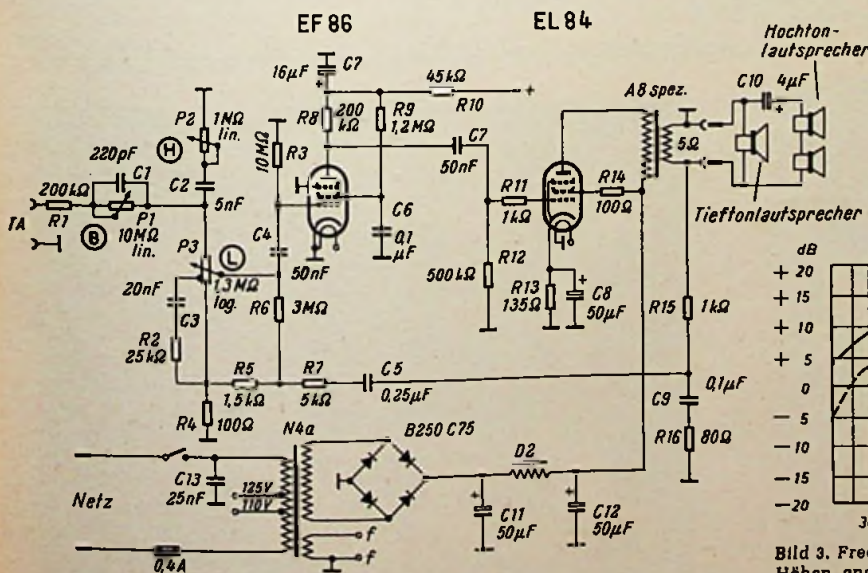 EF 86
EL 84
Hochton-
lautsprecher
16µF
C7
+
45kΩ
R10
+
A8 spez.
C10
4µF
+
P2
1MΩ
lin.
H
R8
200
kΩ
R9
1,2MΩ
10MΩ
R3
C7
50nF
5Ω
220pF
C1
C2
5nF
200kΩ
R1
TA
P1
10MΩ
lin.
B
R11
1kΩ
R14
100Ω
Tieftonlautsprecher
P3
L
1,3MΩ
log.
C4
50nF
C6
0,1
µF
500kΩ
R12
R13
135Ω
+
C8
50µF
20nF
C3
R6
3MΩ
R15
1kΩ
R2
25kΩ
R5
1,5kΩ
R7
5kΩ
C5
0,25µF
0,1µF
C9
R4
100Ω
R16
80Ω
N4a
B250 C75
D2
Netz
C13
25nF
125V
110V
f
f
+
C11
50µF
+
C12
50µF
0,4A
dB
+ 20
+ 15
+ 10
+ 5
0
- 5
-10
-15
-20
3
Bild 3. Fre
Höhen- an